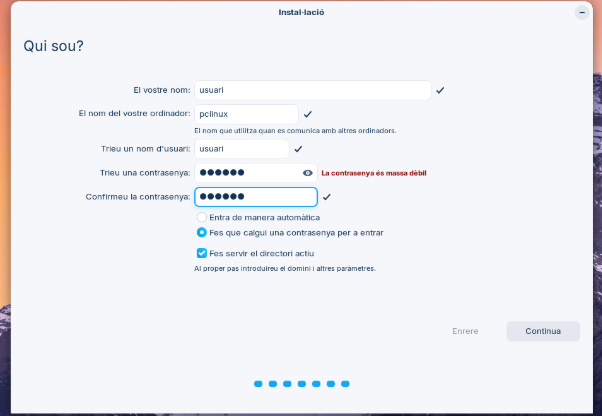 Instal·lació
Qui sou?
El vostre nom: usuari
El nom del vostre ordinador: pclinux
El nom que utilitza quan es comunica amb altres ordinadors.
Trieu un nom d'usuari: usuari
Trieu una contrasenya: ●●●●●● La contrasenya és massa dèbil
Confirmeu la contrasenya: ●●●●●●
Entra de manera automàtica
Fes que calgui una contrasenya per a entrar
Fes servir el directori actiu
Al proper pas introduireu el domini i altres paràmetres.
Enrere Continua